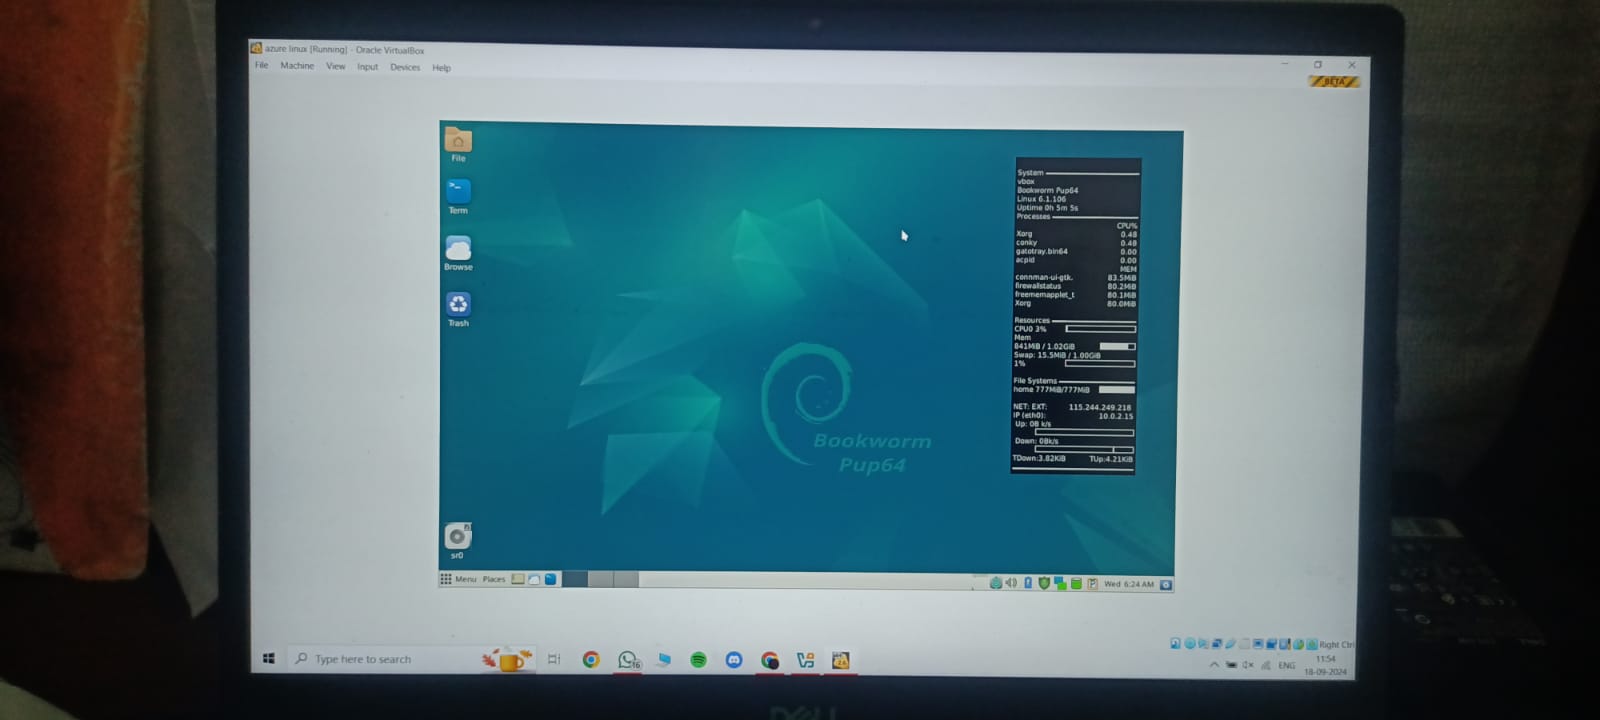 azure linux [Running] - Oracle VirtualBox
File Machine View Input Devices Help
BETA
File
Term
Browse
Trash
sr0
Bookworm
Pup64
System
vbox
Bookworm Pup64
Linux 6.1.106
Uptime 0h 5m 5s
Processes
CPU%
Xorg 0.48
conky 0.48
gatotray.bin64 0.00
acpid 0.00
MEM
connman-ui-gtk. 83.5MiB
firewallstatus 80.2MiB
freememapplet_t 80.1MiB
Xorg 80.0MiB
Resources
CPU0 3%
Mem
841MiB / 1.02GiB
Swap: 15.5MiB / 1.00GiB
1%
File Systems
home 777MiB/777MiB
NET: EXT: 115.244.249.218
IP (eth0): 10.0.2.15
Up: 0B k/s
Down: 0Bk/s
TDown:3.82KiB TUp:4.21KiB
Menu Places
Wed 6:24 AM
Right Ctrl
Type here to search
16
ENG
11:54
18-09-2024
DELL